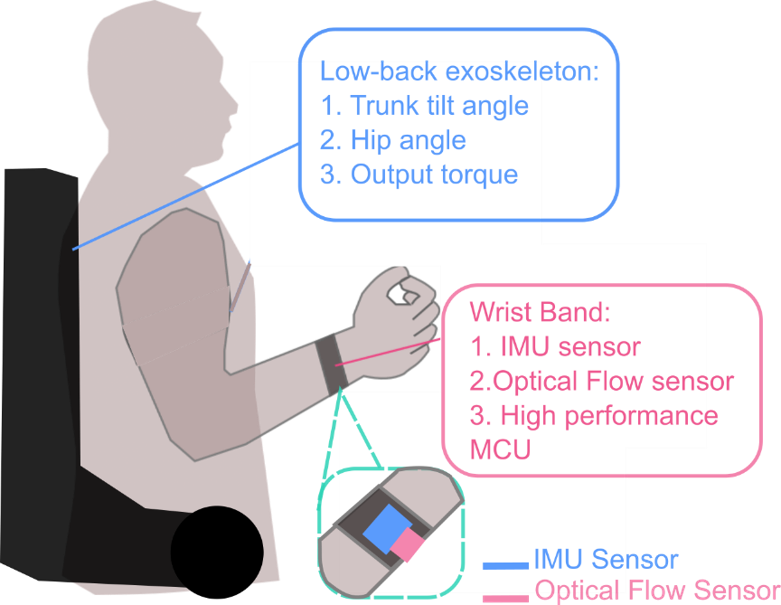 Low-back exoskeleton:
1. Trunk tilt angle
2. Hip angle
3. Output torque
Wrist Band:
1. IMU sensor
2.Optical Flow sensor
3. High performance
MCU
IMU Sensor
Optical Flow Sensor